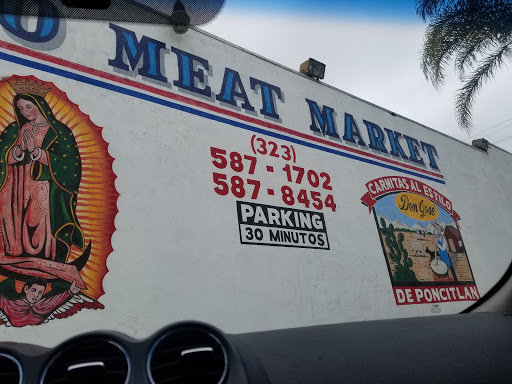 O MEAT MARKET
(323)
587-1702
587-8454
PARKING
30 MINUTOS
CARNITAS AL ESTILO
Don Jose
DE PONCITLAN